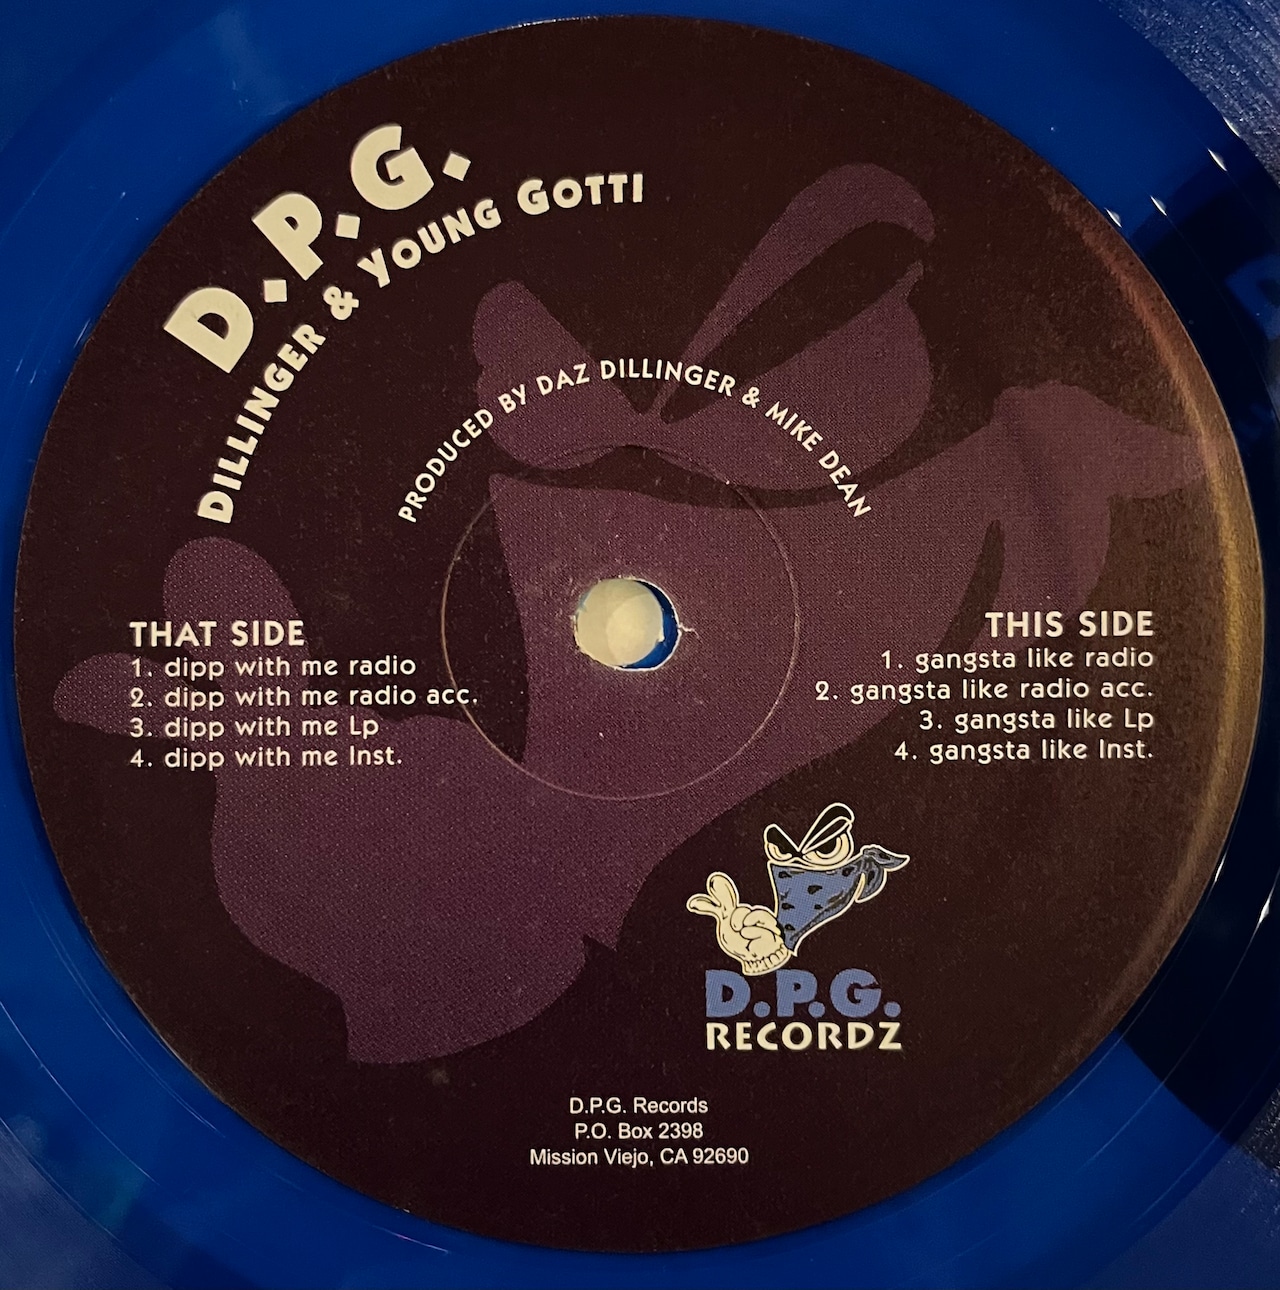 D.P.G.
DILLINGER & YOUNG GOTTI
PRODUCED BY DAZ DILLINGER & MIKE DEAN
THAT SIDE
1. dipp with me radio
2. dipp with me radio acc.
3. dipp with me Lp
4. dipp with me Inst.
THIS SIDE
1. gangsta like radio
2. gangsta like radio acc.
3. gangsta like Lp
4. gangsta like Inst.
D.P.G.
RECORDZ
D.P.G. Records
P.O. Box 2398
Mission Viejo, CA 92690